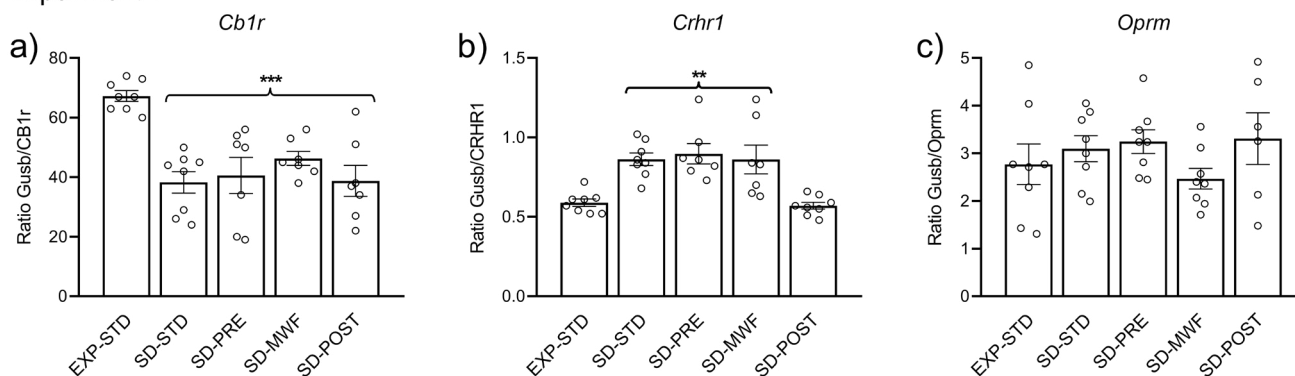 Cb1r
Crhr1
Oprm
a)
b)
c)
Ratio Gusb/CB1r
80
60
40
20
0
***
EXP-STD
SD-STD
SD-PRE
SD-MWF
SD-POST
Ratio Gusb/CRHR1
1.5
1.0
0.5
0.0
**
EXP-STD
SD-STD
SD-PRE
SD-MWF
SD-POST
Ratio Gusb/Oprm
5
4
3
2
1
0
EXP-STD
SD-STD
SD-PRE
SD-MWF
SD-POST